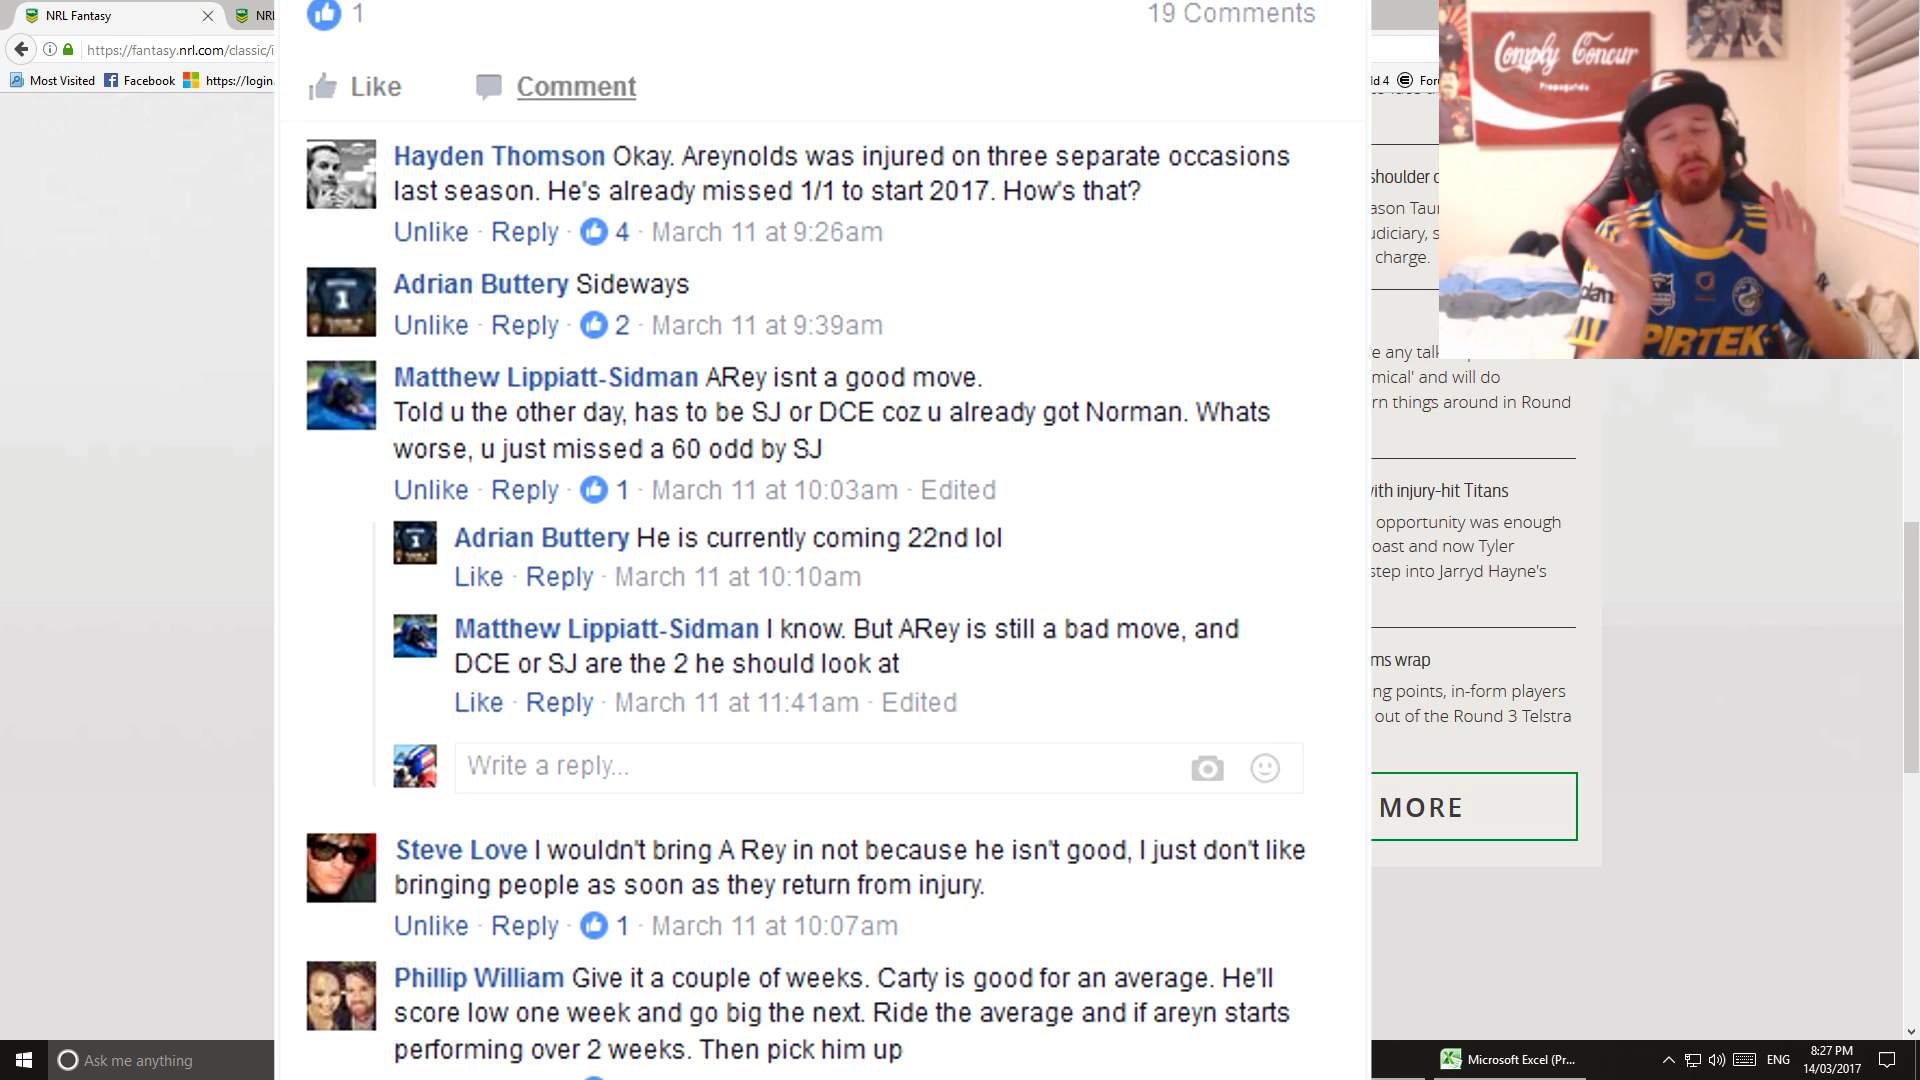 NRL Fantasy
NRL
https://fantasy.nrl.com/classic/i
Most Visited
Facebook
https://login.
1
19 Comments
Like
Comment
Hayden Thomson Okay. Areynolds was injured on three separate occasions
last season. He's already missed 1/1 to start 2017. How's that?
Unlike · Reply · 4 · March 11 at 9:26am
Adrian Buttery Sideways
Unlike · Reply · 2 · March 11 at 9:39am
Matthew Lippiatt-Sidman ARey isnt a good move.
Told u the other day, has to be SJ or DCE coz u already got Norman. Whats
worse, u just missed a 60 odd by SJ
Unlike · Reply · 1 · March 11 at 10:03am · Edited
Adrian Buttery He is currently coming 22nd lol
Like · Reply · March 11 at 10:10am
Matthew Lippiatt-Sidman I know. But ARey is still a bad move, and
DCE or SJ are the 2 he should look at
Like · Reply · March 11 at 11:41am · Edited
Write a reply...
Steve Love I wouldn't bring A Rey in not because he isn't good, I just don't like
bringing people as soon as they return from injury.
Unlike · Reply · 1 · March 11 at 10:07am
Phillip William Give it a couple of weeks. Carty is good for an average. He'll
score low one week and go big the next. Ride the average and if areyn starts
performing over 2 weeks. Then pick him up
ld 4
Foru
Comply Concur
Propaganda
PIRTEK
shoulder c
ason Taur
udiciary, s
charge.
e any talk
mical' and will do
rn things around in Round
with injury-hit Titans
opportunity was enough
oast and now Tyler
step into Jarryd Hayne's
ms wrap
ng points, in-form players
out of the Round 3 Telstra
MORE
Ask me anything
Microsoft Excel (Pr...
ENG
8:27 PM
14/03/2017